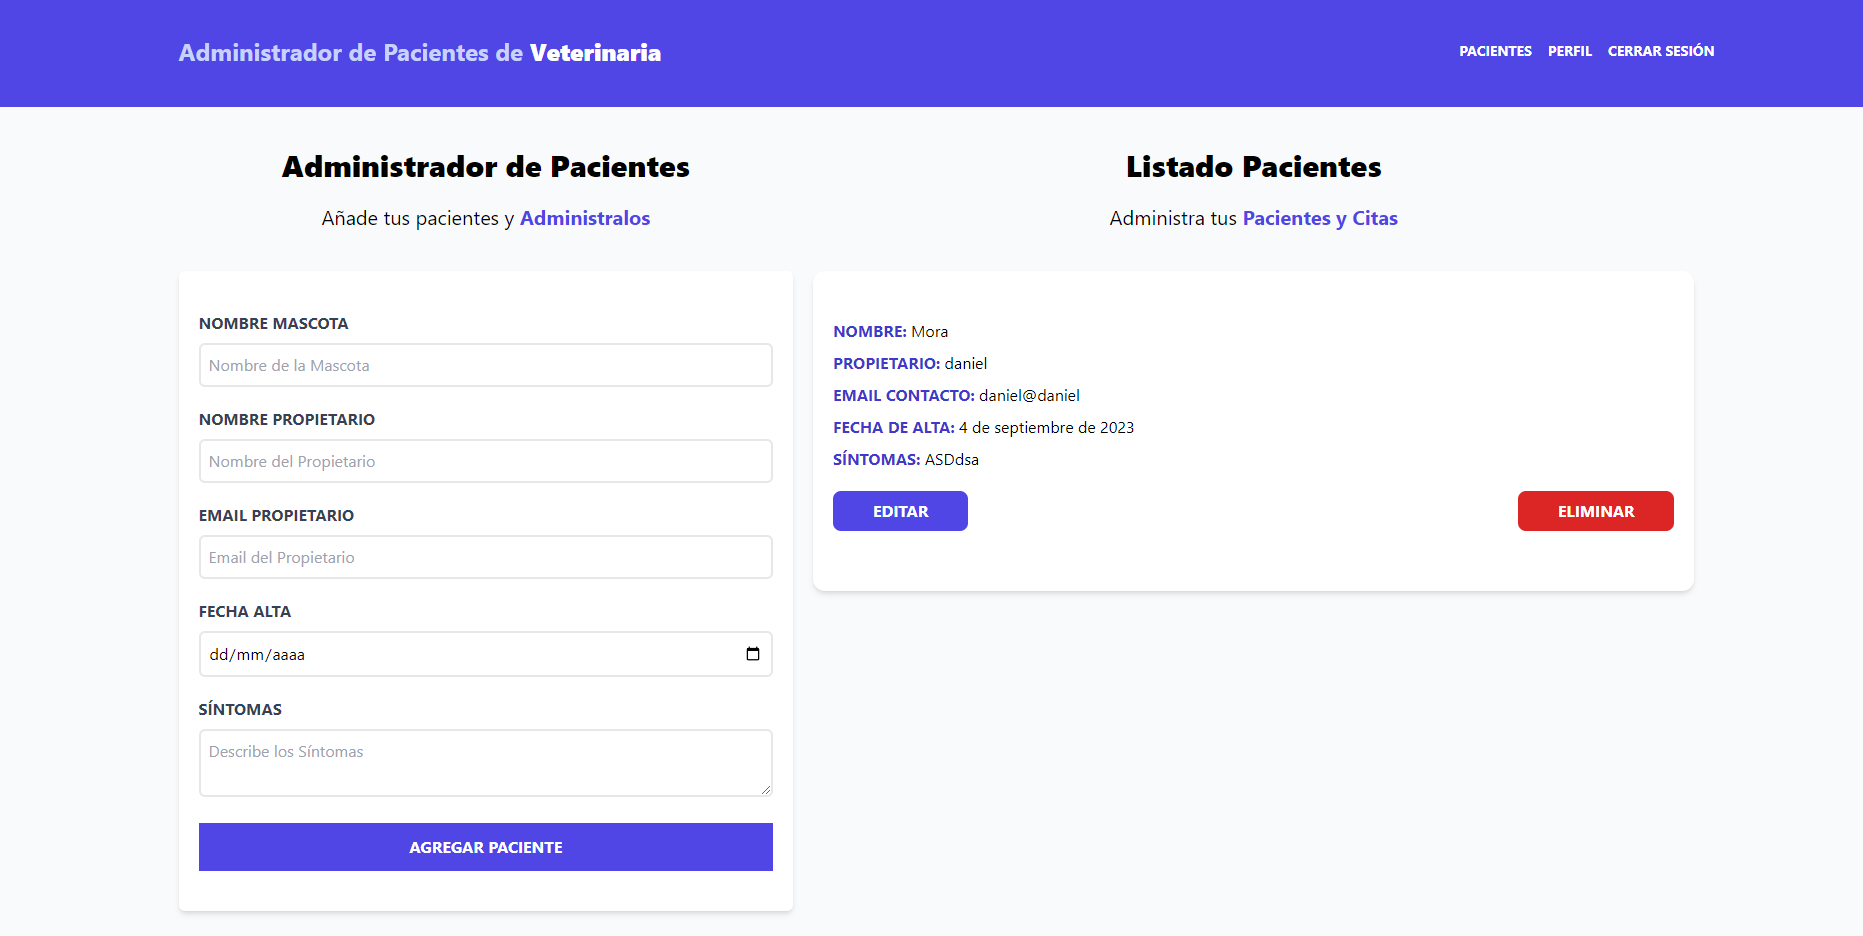 Administrador de Pacientes de Veterinaria
PACIENTES PERFIL CERRAR SESIÓN
Administrador de Pacientes
Añade tus pacientes y Administralos
NOMBRE MASCOTA
Nombre de la Mascota
NOMBRE PROPIETARIO
Nombre del Propietario
EMAIL PROPIETARIO
Email del Propietario
FECHA ALTA
dd/mm/aaaa
SÍNTOMAS
Describe los Síntomas
AGREGAR PACIENTE
Listado Pacientes
Administra tus Pacientes y Citas
NOMBRE: Mora
PROPIETARIO: daniel
EMAIL CONTACTO: daniel@daniel
FECHA DE ALTA: 4 de septiembre de 2023
SÍNTOMAS: ASDdsa
EDITAR
ELIMINAR